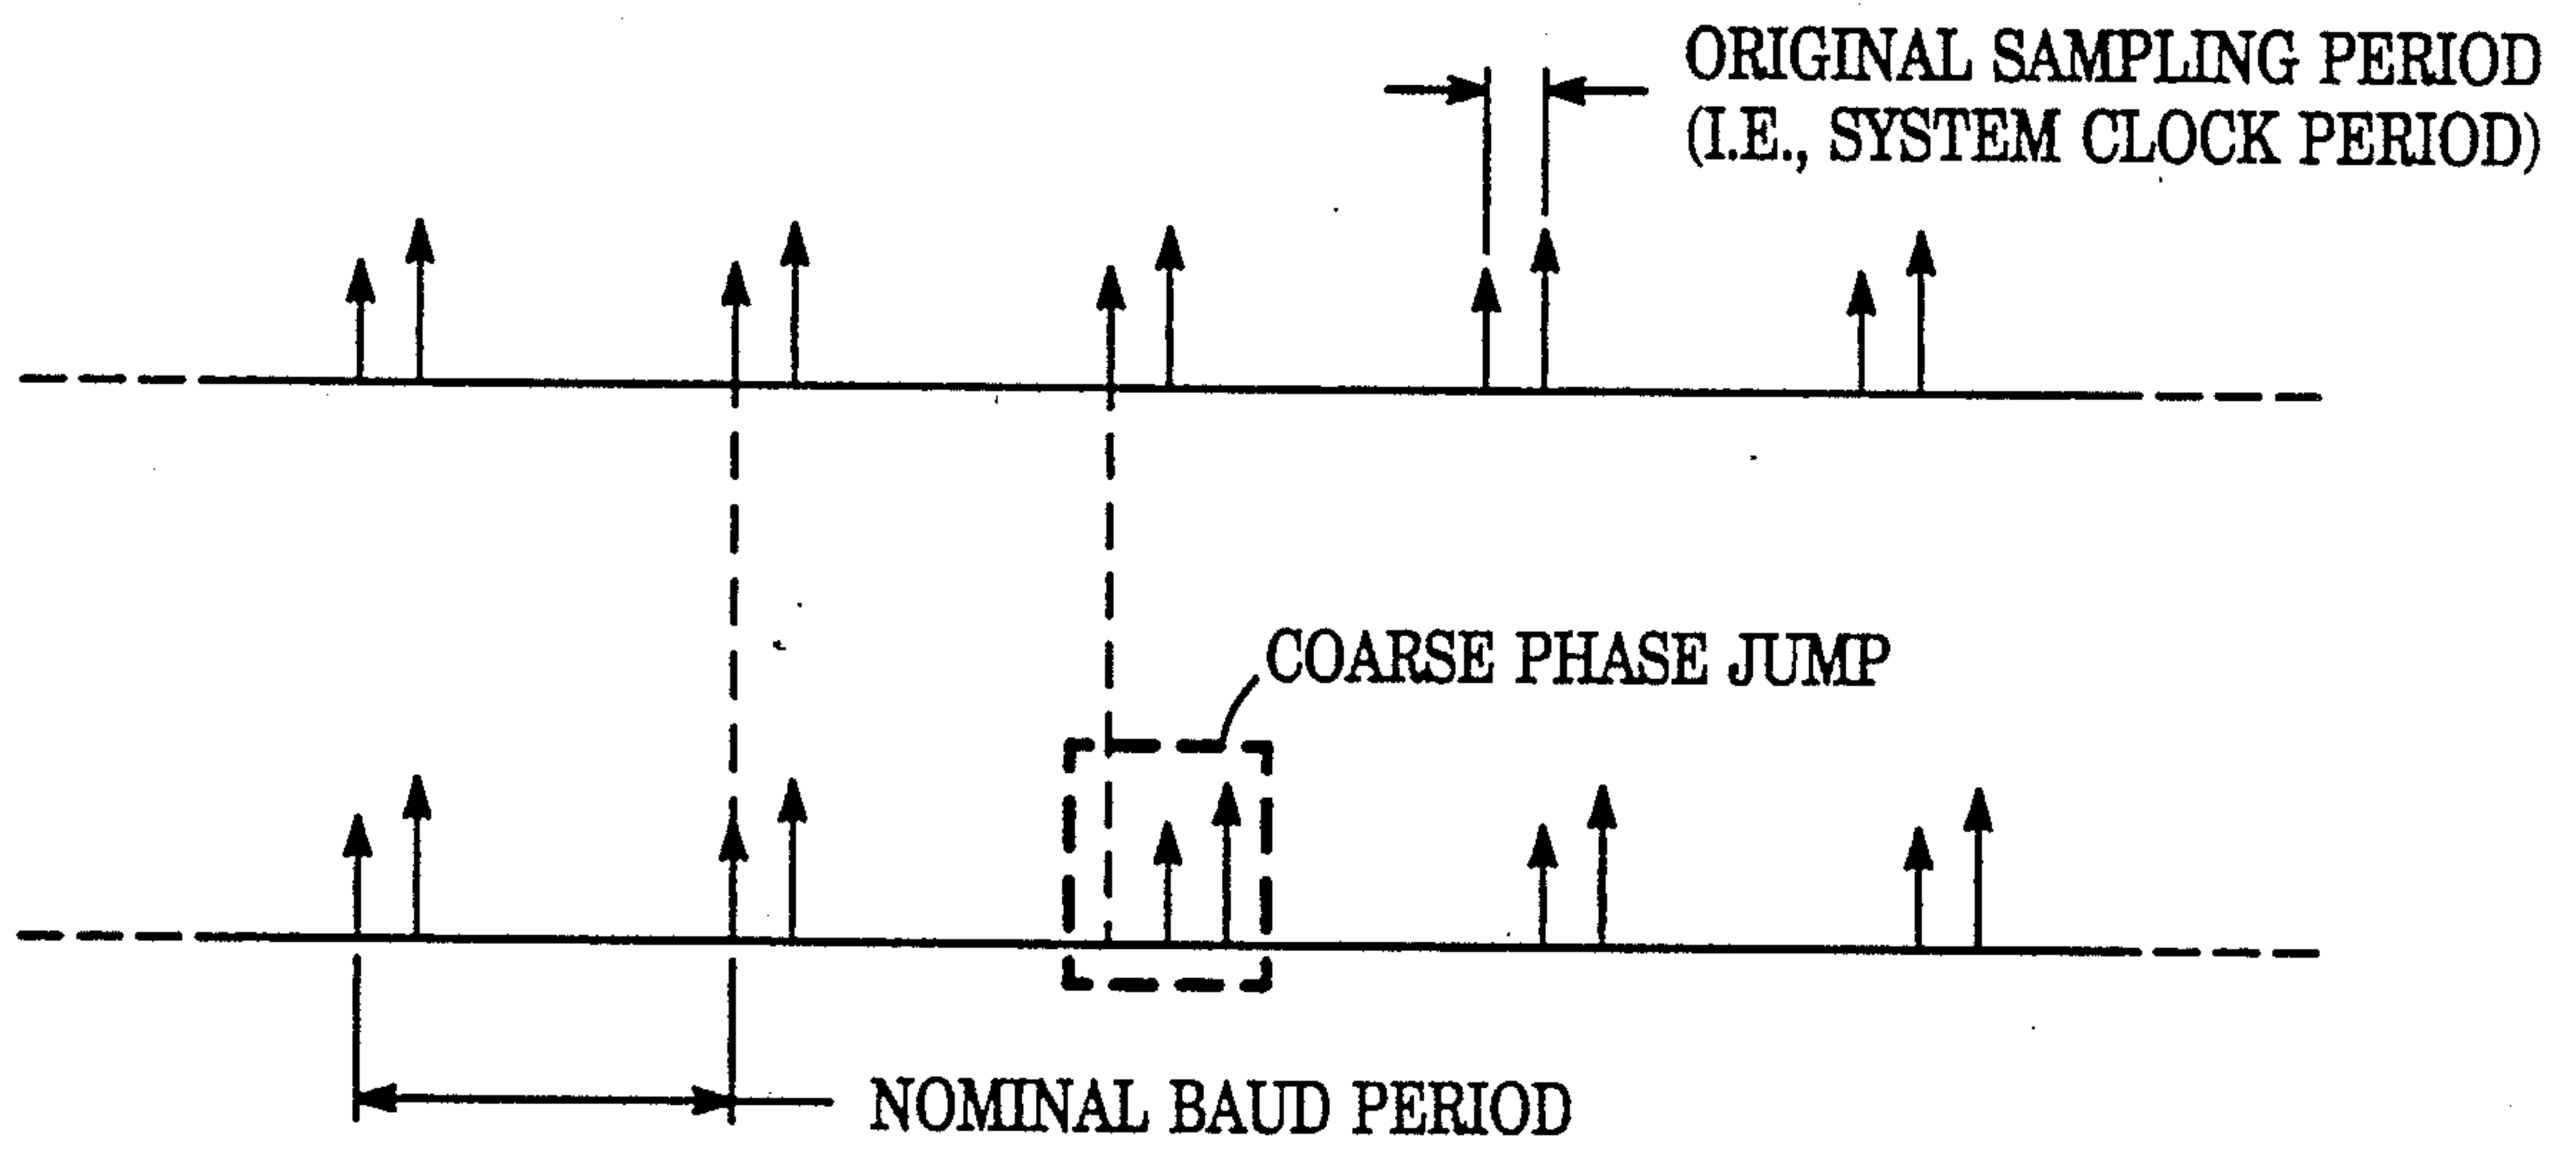 ORIGINAL SAMPLING PERIOD
(I.E., SYSTEM CLOCK PERIOD)
COARSE PHASE JUMP
NOMINAL BAUD PERIOD